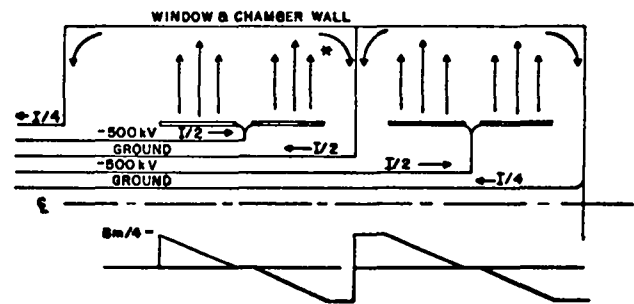 WINDOW & CHAMBER WALL
*
I/4
-500 kV
I/2
GROUND
I/2
-500 kV
I/2
GROUND
I/4
℄
Bm/4-